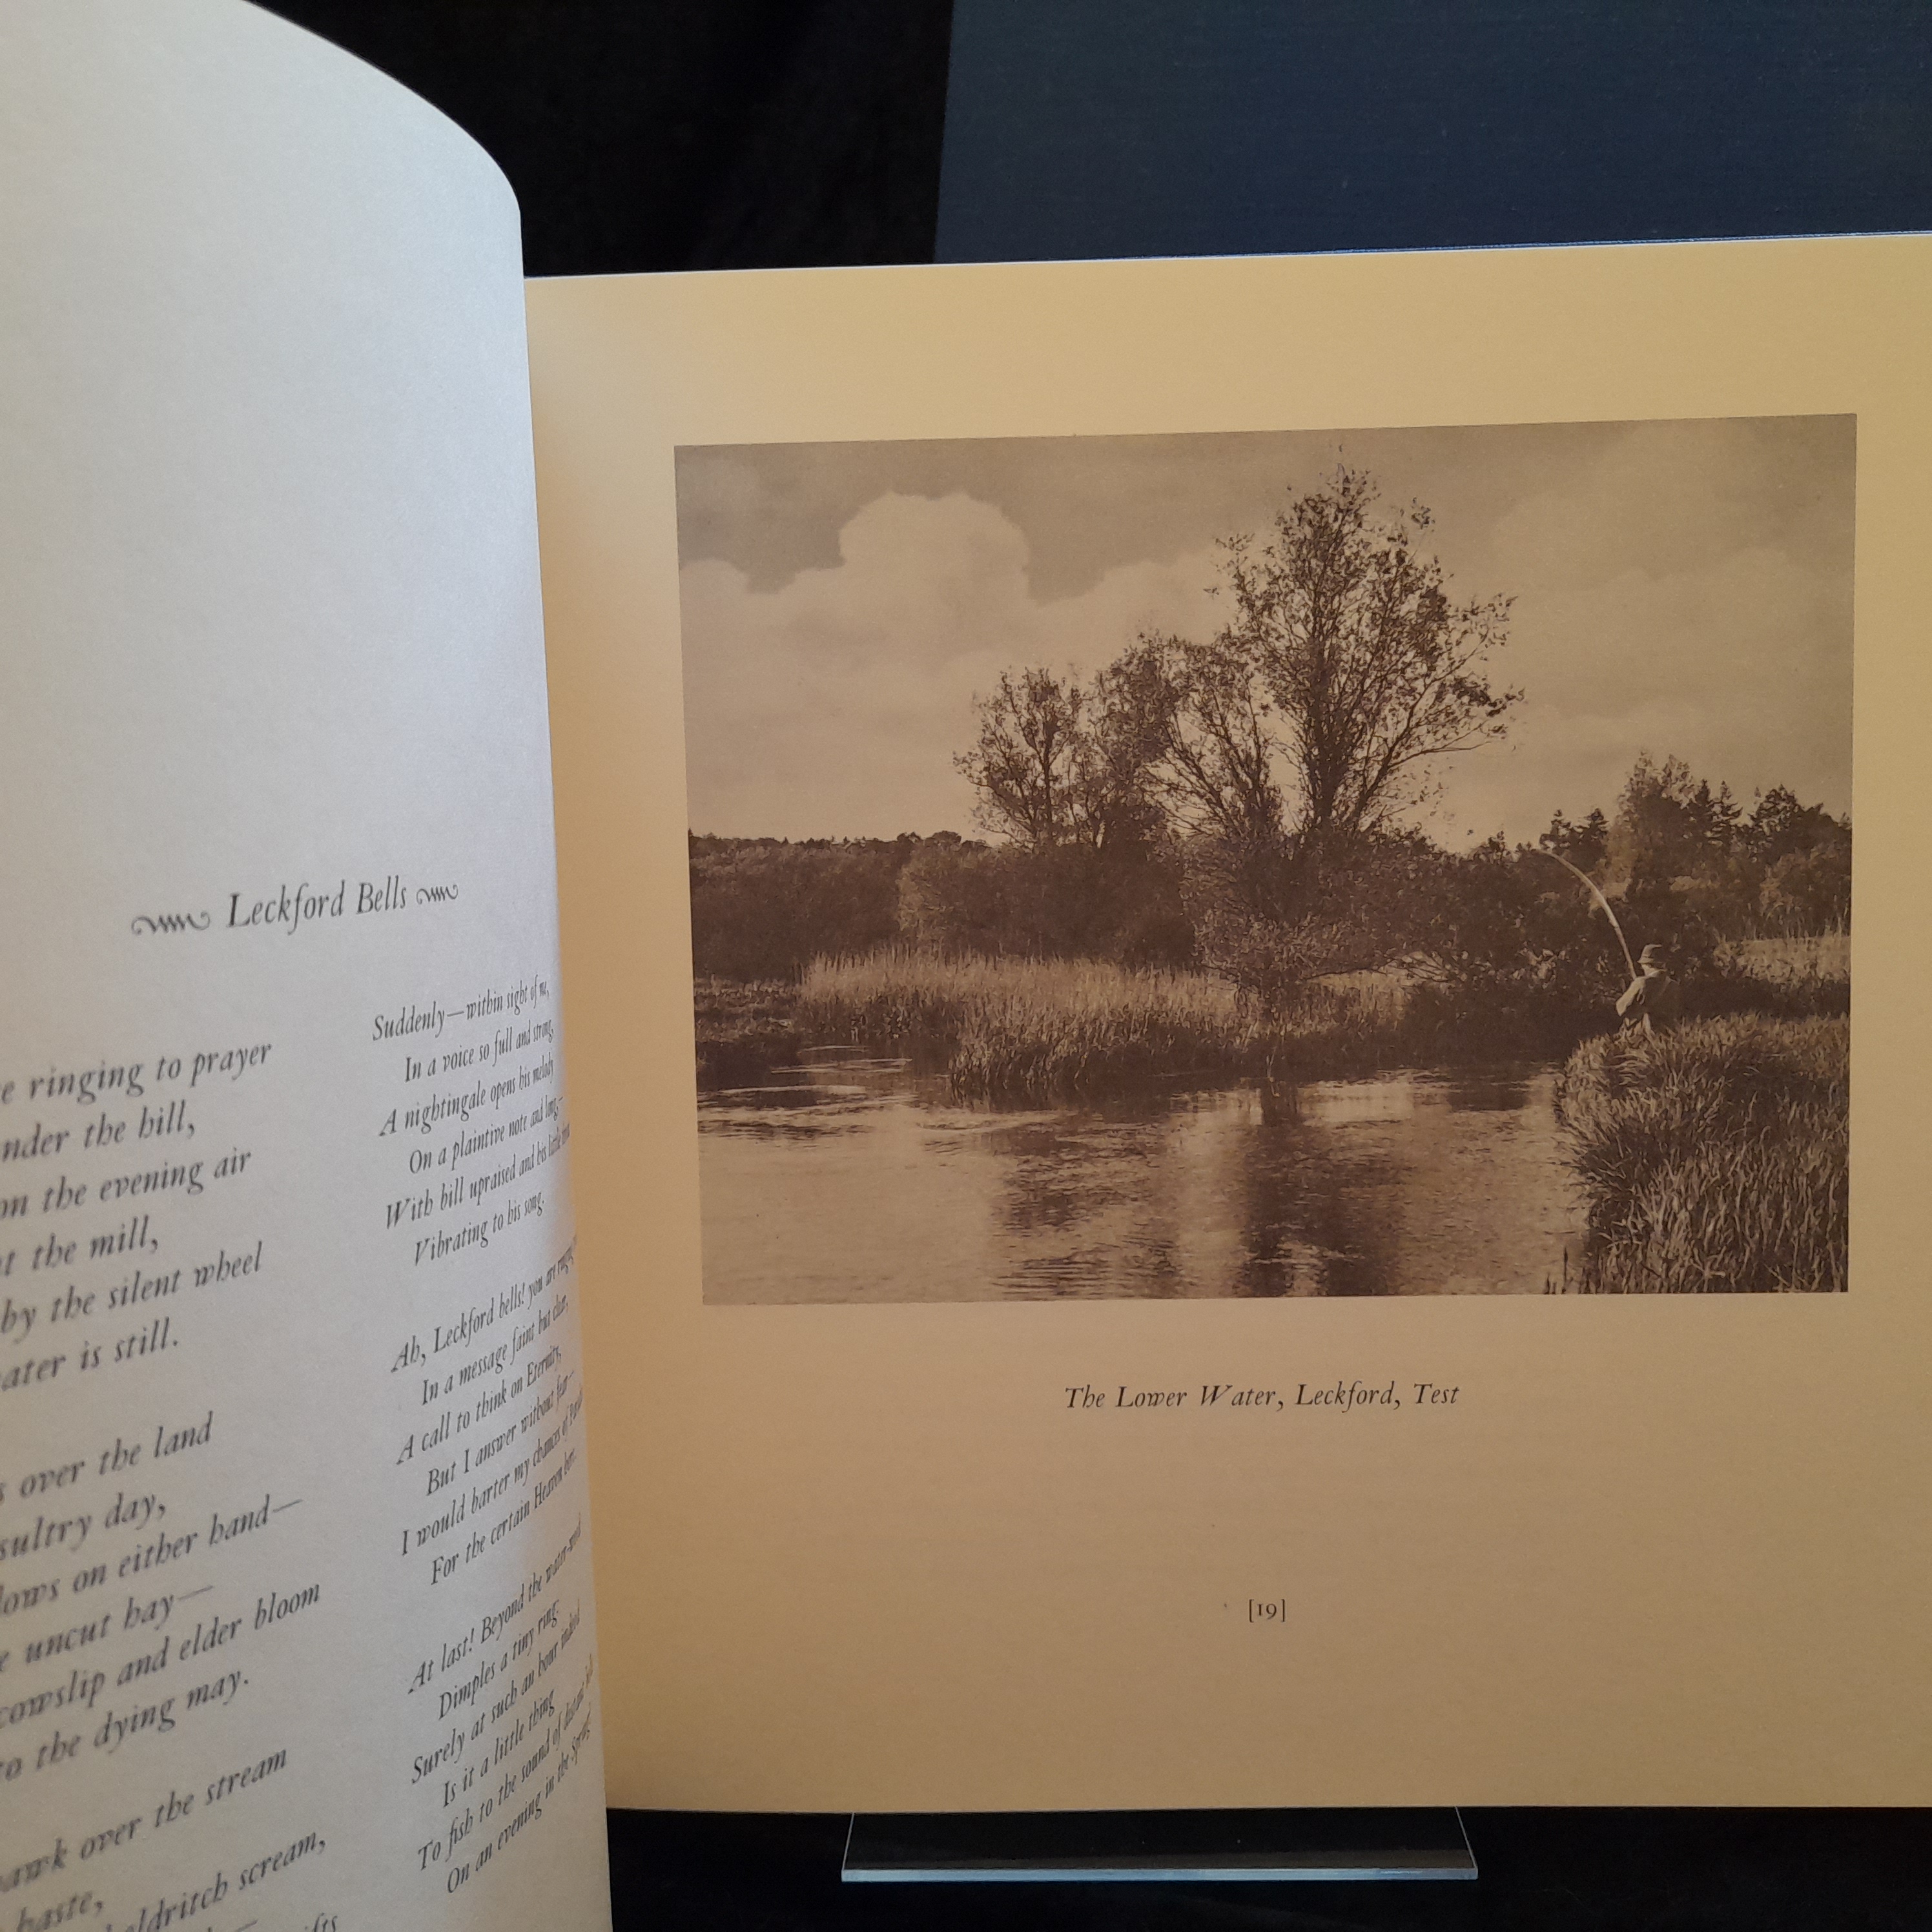 Leckford Bells
ringing to prayer
the hill,
the evening air
the mill,
by the silent wheel
is still.
over the land
sultry day,
on either hand—
uncut hay—
cowslip and elder bloom
the dying may.
over the stream
haste,
eldritch scream,
Suddenly—within sight of me,
In a voice so full and strong,
A nightingale opens his melody
On a plaintive note and long—
With bill upraised and his little
Vibrating to his song.
Ah, Leckford bells! you are ringing
In a message faint but clear,
A call to think on Eternity,
But I answer without fear—
I would barter my chances of
For the certain Heaven here.
At last! Beyond the water-weed
Dimples a tiny ring.
Surely at such an hour indeed
Is it a little thing
To fish to the sound of distant
On an evening in the Spring!
The Lower Water, Leckford, Test
[19]